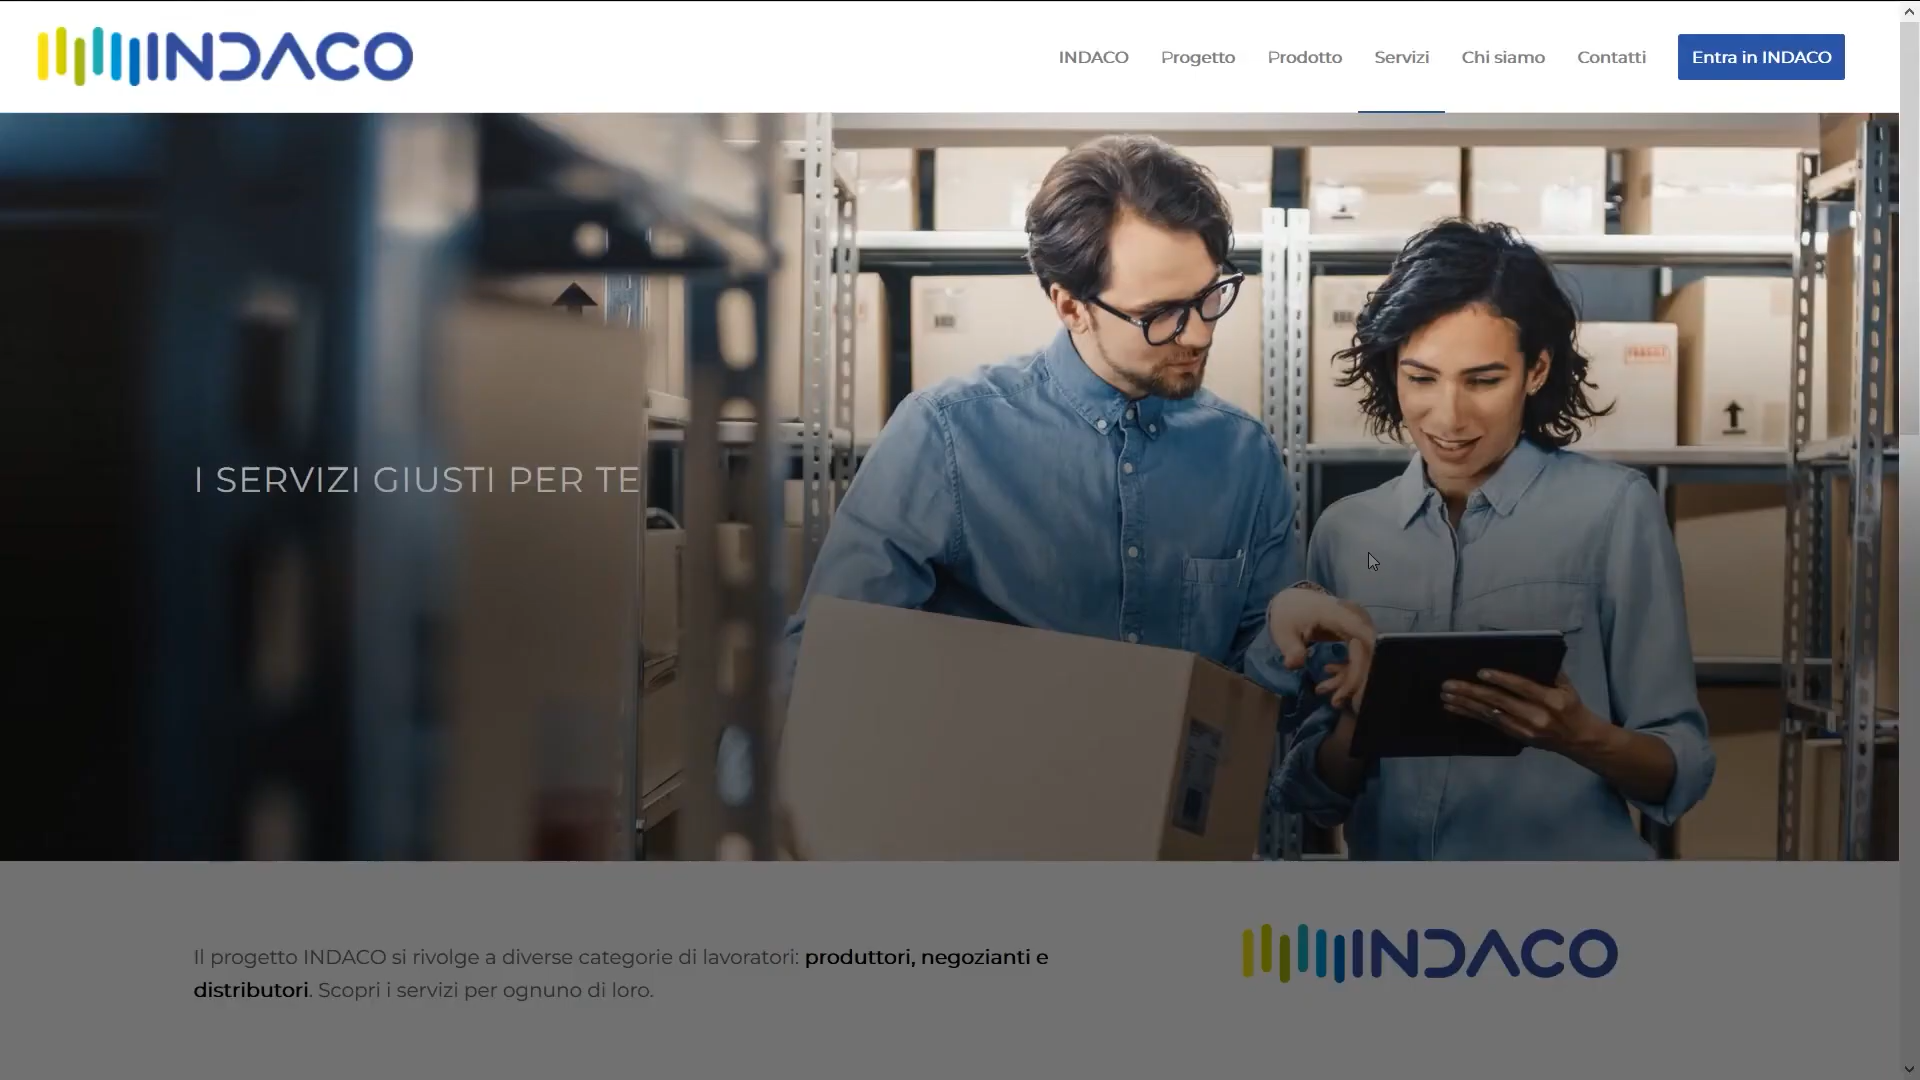 INDACO
INDACO Progetto Prodotto Servizi Chi siamo Contatti Entra in INDACO
FRAGILE
I SERVIZI GIUSTI PER TE
Il progetto INDACO si rivolge a diverse categorie di lavoratori: produttori, negozianti e
distributori. Scopri i servizi per ognuno di loro.
INDACO